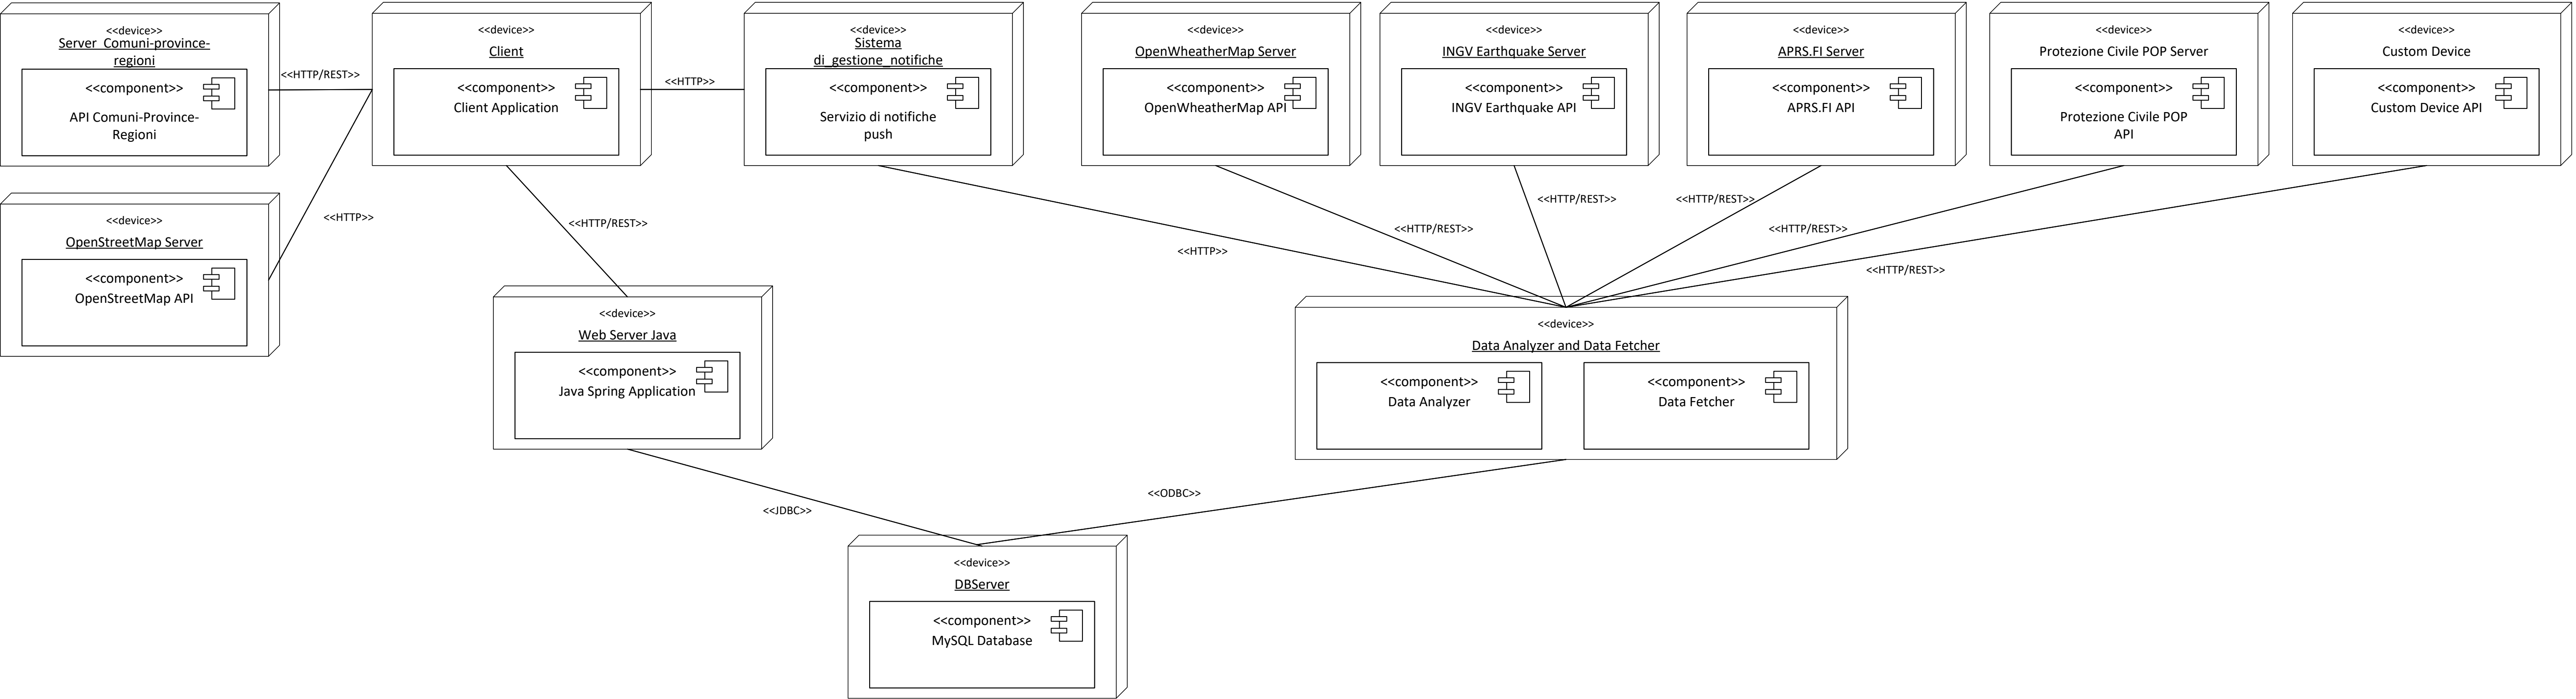 <<device>>
Server_Comuni-province-
regioni
<<component>>
API Comuni-Province-
Regioni
<<HTTP/REST>>
<<device>>
Client
<<component>>
Client Application
<<HTTP>>
<<device>>
Sistema
di_gestione_notifiche
<<component>>
Servizio di notifiche
push
<<device>>
OpenWheatherMap Server
<<component>>
OpenWheatherMap API
<<device>>
INGV Earthquake Server
<<component>>
INGV Earthquake API
<<device>>
APRS.FI Server
<<component>>
APRS.FI API
<<device>>
Protezione Civile POP Server
<<component>>
Protezione Civile POP
API
<<device>>
Custom Device
<<component>>
Custom Device API
<<device>>
OpenStreetMap Server
<<component>>
OpenStreetMap API
<<HTTP>>
<<HTTP/REST>>
<<HTTP>>
<<HTTP/REST>>
<<HTTP/REST>>
<<HTTP/REST>>
<<HTTP/REST>>
<<HTTP/REST>>
<<device>>
Web Server Java
<<component>>
Java Spring Application
<<device>>
Data Analyzer and Data Fetcher
<<component>>
Data Analyzer
<<component>>
Data Fetcher
<<JDBC>>
<<ODBC>>
<<device>>
DBServer
<<component>>
MySQL Database